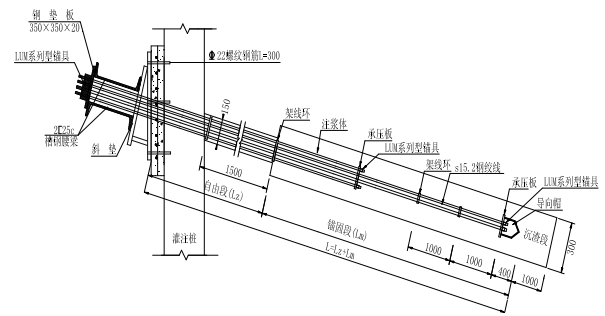 钢 垫 板
350×350×20
LUM系列型锚具
Φ22螺纹钢筋L=300
2[25c
槽钢腰梁
斜 垫
150
架线环
注浆体
承压板
LUM系列型锚具
架线环
s15.2钢绞线
承压板
LUM系列型锚具
导向帽
沉渣段
300
1500
自由段(Lz)
锚固段(Lm)
L=Lz+Lm
1000
1000
400
1000
灌注桩